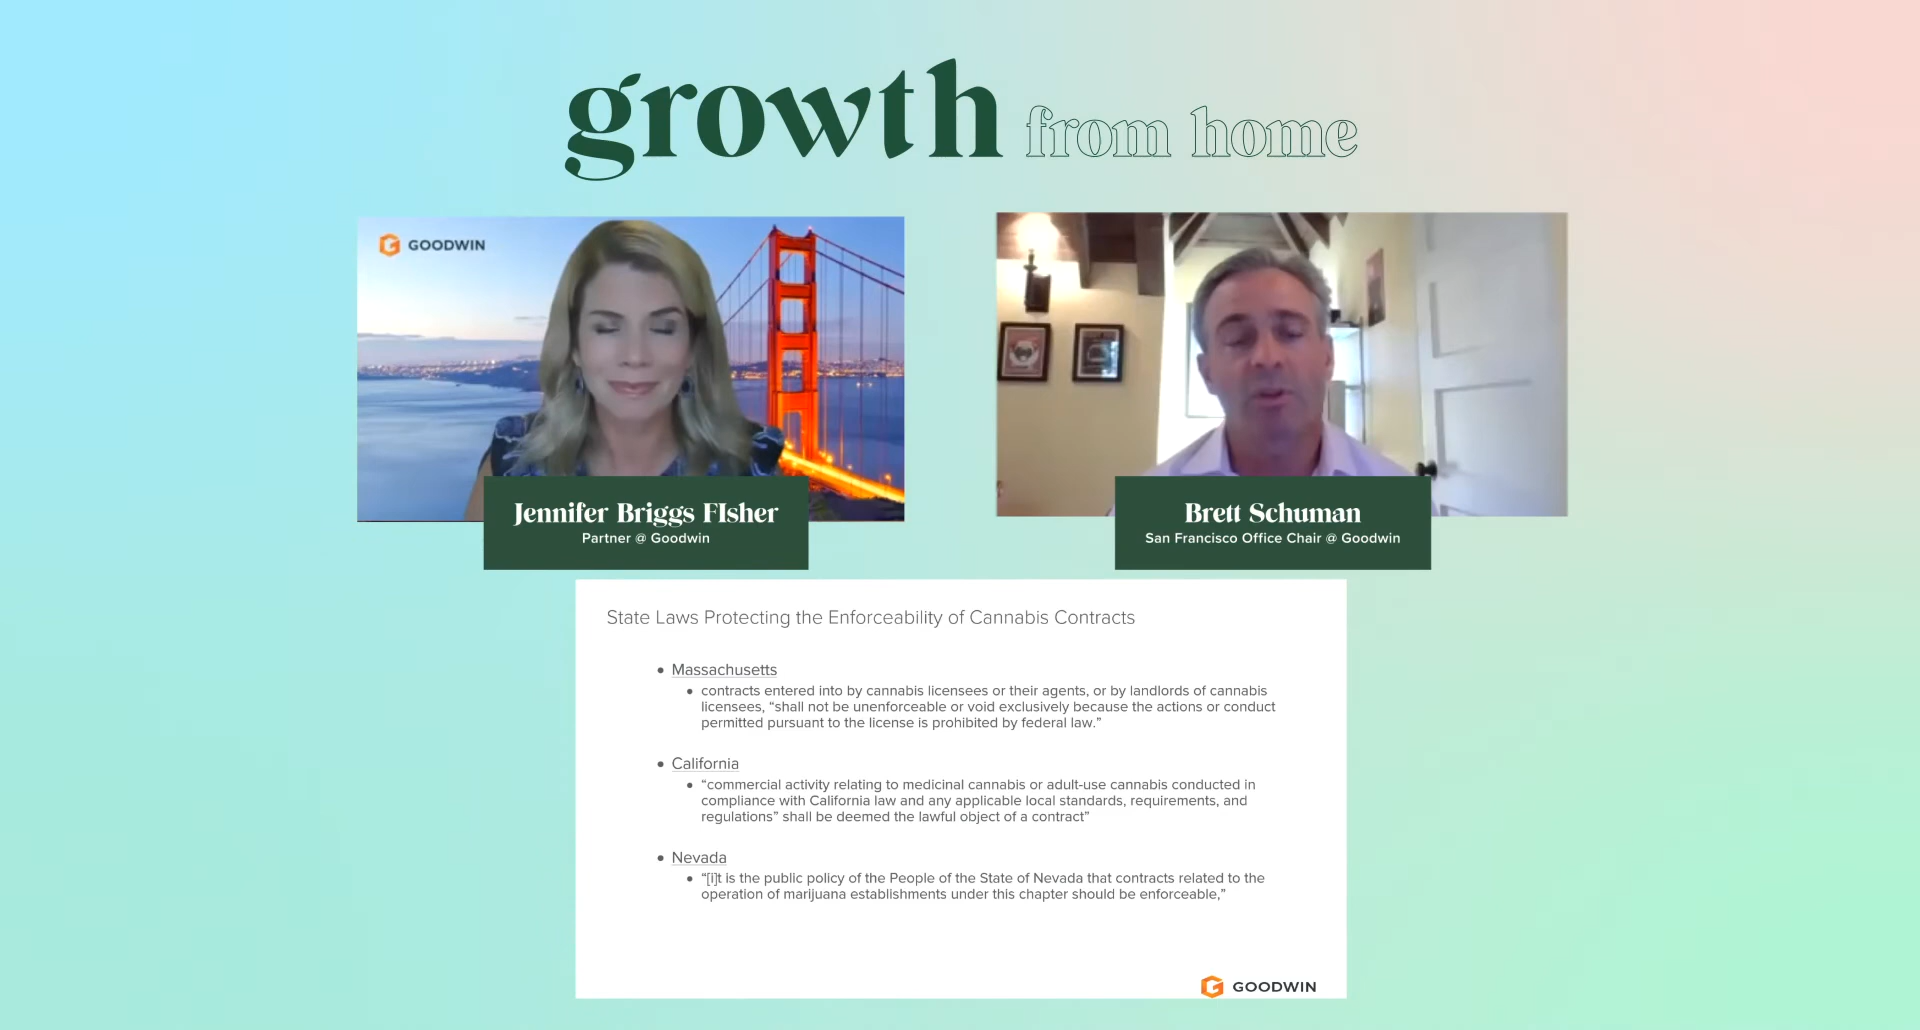 growth from home
GOODWIN
Jennifer Briggs FIsher
Partner @ Goodwin
Brett Schuman
San Francisco Office Chair @ Goodwin
State Laws Protecting the Enforceability of Cannabis Contracts
• Massachusetts
• contracts entered into by cannabis licensees or their agents, or by landlords of cannabis
licensees, “shall not be unenforceable or void exclusively because the actions or conduct
permitted pursuant to the license is prohibited by federal law.”
• California
• “commercial activity relating to medicinal cannabis or adult-use cannabis conducted in
compliance with California law and any applicable local standards, requirements, and
regulations” shall be deemed the lawful object of a contract”
• Nevada
• “[i]t is the public policy of the People of the State of Nevada that contracts related to the
operation of marijuana establishments under this chapter should be enforceable,”
GOODWIN